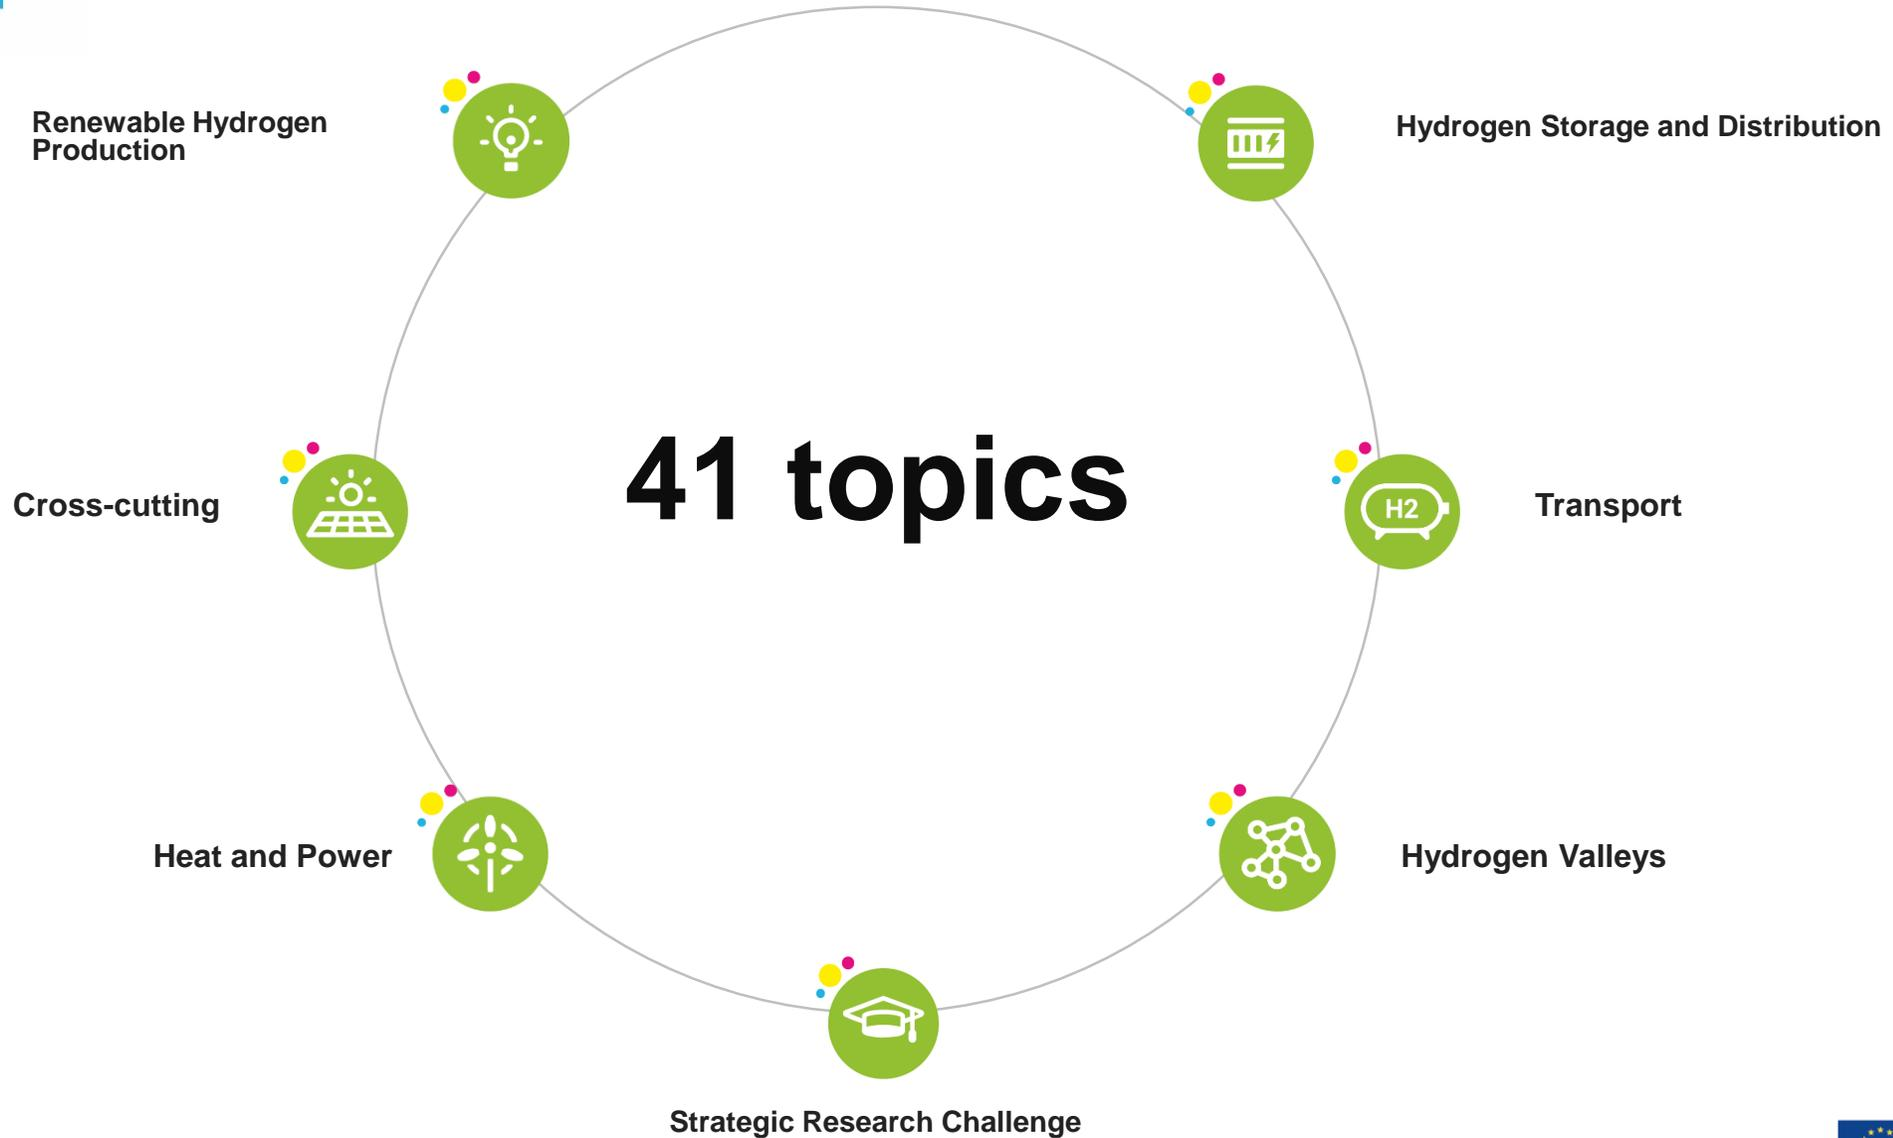 Renewable Hydrogen
Production
Hydrogen Storage and Distribution
41 topics
Cross-cutting
H2
Transport
Heat and Power
Hydrogen Valleys
Strategic Research Challenge